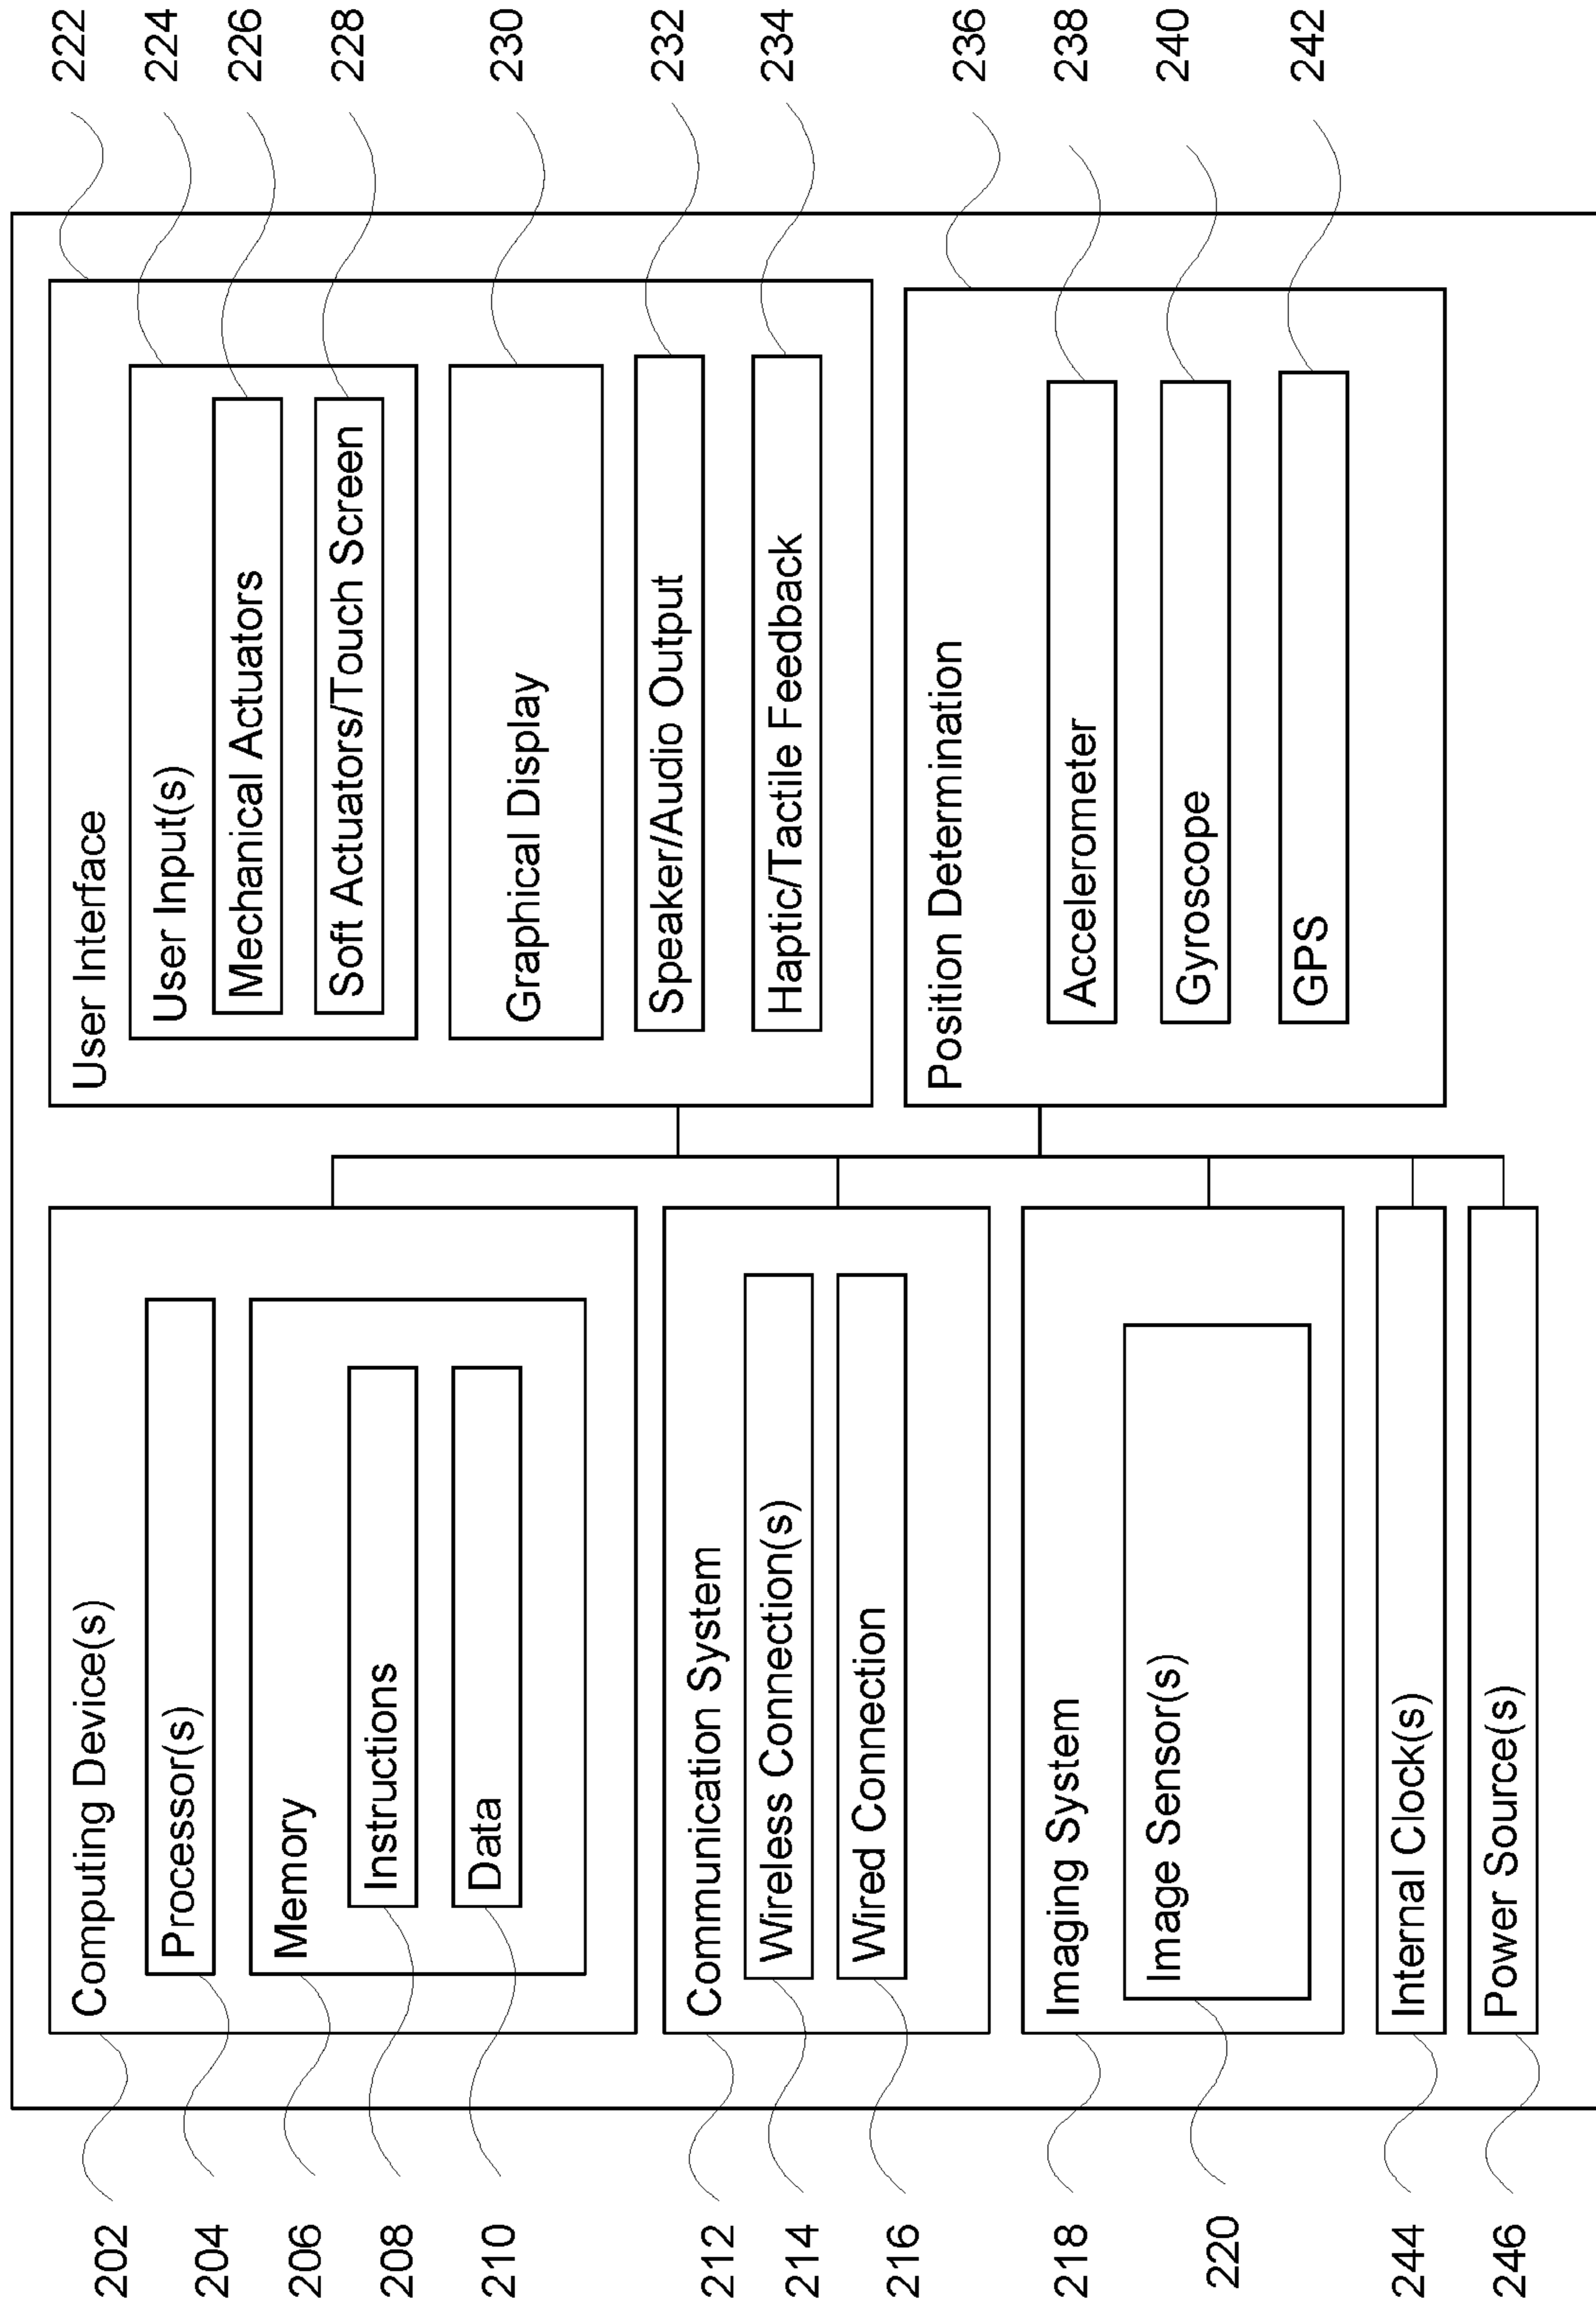 202
Computing Device(s)
204
Processor(s)
206
Memory
208
Instructions
210
Data
212
Communication System
214
Wireless Connection(s)
216
Wired Connection
218
Imaging System
220
Image Sensor(s)
244
Internal Clock(s)
246
Power Source(s)
User Interface
222
User Input(s)
224
Mechanical Actuators
226
Soft Actuators/Touch Screen
228
Graphical Display
230
Speaker/Audio Output
232
Haptic/Tactile Feedback
234
Position Determination
236
Accelerometer
238
Gyroscope
240
GPS
242